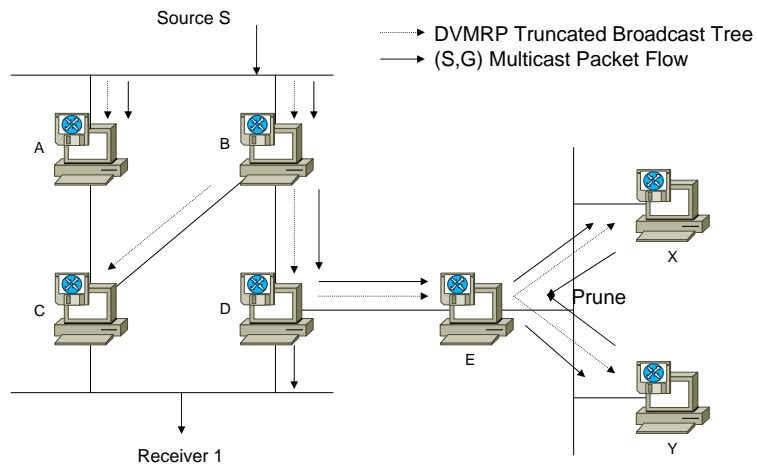 Source S
DVMRP Truncated Broadcast Tree
(S,G) Multicast Packet Flow
A
B
X
C
D
Prune
E
Y
Receiver 1